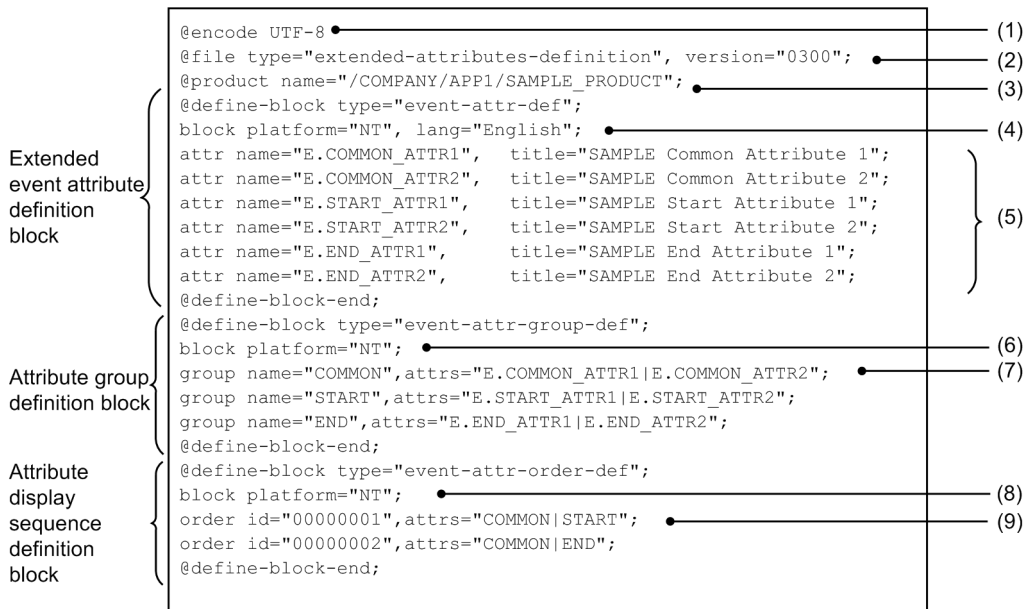 @encode UTF-8
(1)
@file type="extended-attributes-definition", version="0300";
(2)
@product name="/COMPANY/APP1/SAMPLE_PRODUCT";
(3)
Extended
event attribute
definition
block
@define-block type="event-attr-def";
block platform="NT", lang="English";
(4)
attr name="E.COMMON_ATTR1", title="SAMPLE Common Attribute 1";
attr name="E.COMMON_ATTR2", title="SAMPLE Common Attribute 2";
attr name="E.START_ATTR1", title="SAMPLE Start Attribute 1";
attr name="E.START_ATTR2", title="SAMPLE Start Attribute 2";
attr name="E.END_ATTR1", title="SAMPLE End Attribute 1";
attr name="E.END_ATTR2", title="SAMPLE End Attribute 2";
(5)
@define-block-end;
Attribute group
definition block
@define-block type="event-attr-group-def";
block platform="NT";
(6)
group name="COMMON",attrs="E.COMMON_ATTR1|E.COMMON_ATTR2";
(7)
group name="START",attrs="E.START_ATTR1|E.START_ATTR2";
group name="END",attrs="E.END_ATTR1|E.END_ATTR2";
@define-block-end;
Attribute
display
sequence
definition
block
@define-block type="event-attr-order-def";
block platform="NT";
(8)
order id="00000001",attrs="COMMON|START";
(9)
order id="00000002",attrs="COMMON|END";
@define-block-end;